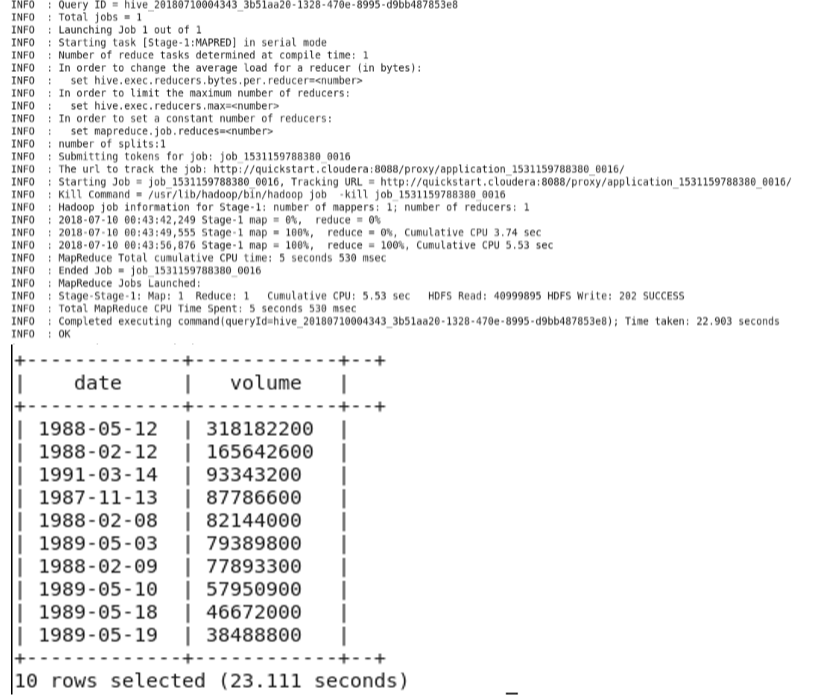 INFO  : Query ID = hive_20180710004343_3b51aa20-1328-470e-8995-d9bb487853e8
INFO  : Total jobs = 1
INFO  : Launching Job 1 out of 1
INFO  : Starting task [Stage-1:MAPRED] in serial mode
INFO  : Number of reduce tasks determined at compile time: 1
INFO  : In order to change the average load for a reducer (in bytes):
INFO  :   set hive.exec.reducers.bytes.per.reducer=<number>
INFO  : In order to limit the maximum number of reducers:
INFO  :   set hive.exec.reducers.max=<number>
INFO  : In order to set a constant number of reducers:
INFO  :   set mapreduce.job.reduces=<number>
INFO  : number of splits:1
INFO  : Submitting tokens for job: job_1531159788380_0016
INFO  : The url to track the job: http://quickstart.cloudera:8088/proxy/application_1531159788380_0016/
INFO  : Starting Job = job_1531159788380_0016, Tracking URL = http://quickstart.cloudera:8088/proxy/application_1531159788380_0016/
INFO  : Kill Command = /usr/lib/hadoop/bin/hadoop job  -kill job_1531159788380_0016
INFO  : Hadoop job information for Stage-1: number of mappers: 1; number of reducers: 1
INFO  : 2018-07-10 00:43:42,249 Stage-1 map = 0%,  reduce = 0%
INFO  : 2018-07-10 00:43:49,555 Stage-1 map = 100%,  reduce = 0%, Cumulative CPU 3.74 sec
INFO  : 2018-07-10 00:43:56,876 Stage-1 map = 100%,  reduce = 100%, Cumulative CPU 5.53 sec
INFO  : MapReduce Total cumulative CPU time: 5 seconds 530 msec
INFO  : Ended Job = job_1531159788380_0016
INFO  : MapReduce Jobs Launched:
INFO  : Stage-Stage-1: Map: 1  Reduce: 1   Cumulative CPU: 5.53 sec   HDFS Read: 40999895 HDFS Write: 202 SUCCESS
INFO  : Total MapReduce CPU Time Spent: 5 seconds 530 msec
INFO  : Completed executing command(queryId=hive_20180710004343_3b51aa20-1328-470e-8995-d9bb487853e8); Time taken: 22.903 seconds
INFO  : OK
+-------------+------------+--+
|    date     |   volume   |
+-------------+------------+--+
| 1988-05-12  | 318182200  |
| 1988-02-12  | 165642600  |
| 1991-03-14  | 93343200   |
| 1987-11-13  | 87786600   |
| 1988-02-08  | 82144000   |
| 1989-05-03  | 79389800   |
| 1988-02-09  | 77893300   |
| 1989-05-10  | 57950900   |
| 1989-05-18  | 46672000   |
| 1989-05-19  | 38488800   |
+-------------+------------+--+
10 rows selected (23.111 seconds)